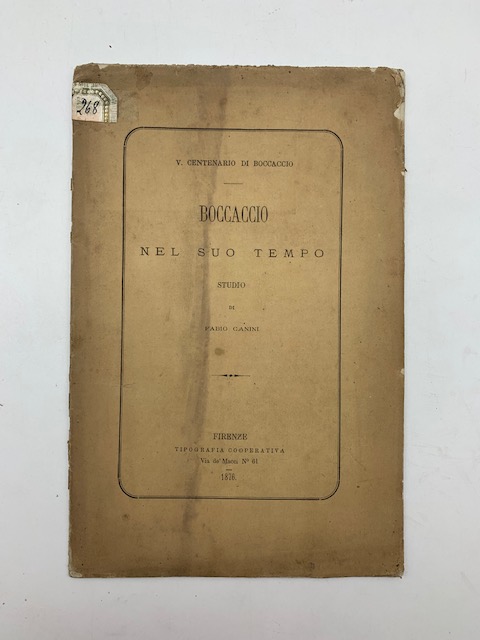 268
V. CENTENARIO DI BOCCACCIO
BOCCACCIO
NEL SUO TEMPO
STUDIO
DI
FABIO CANINI
FIRENZE
TIPOGRAFIA COOPERATIVA
Via de' Macci Nº 61
1876.